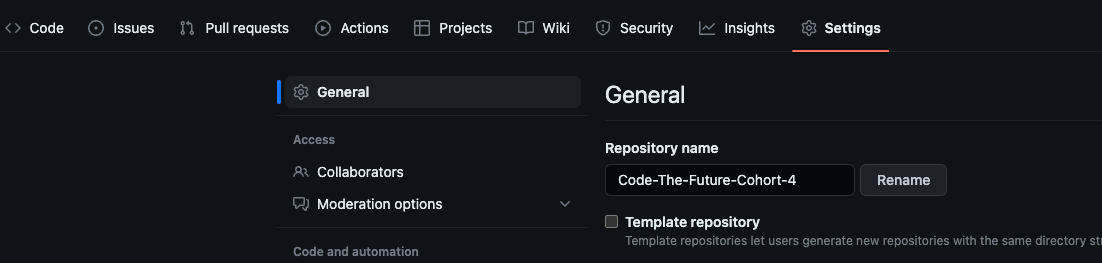 Code Issues Pull requests Actions Projects Wiki Security Insights Settings
General
Access
Collaborators
Moderation options
Code and automation
General
Repository name
Code-The-Future-Cohort-4 Rename
Template repository
Template repositories let users generate new repositories with the same directory